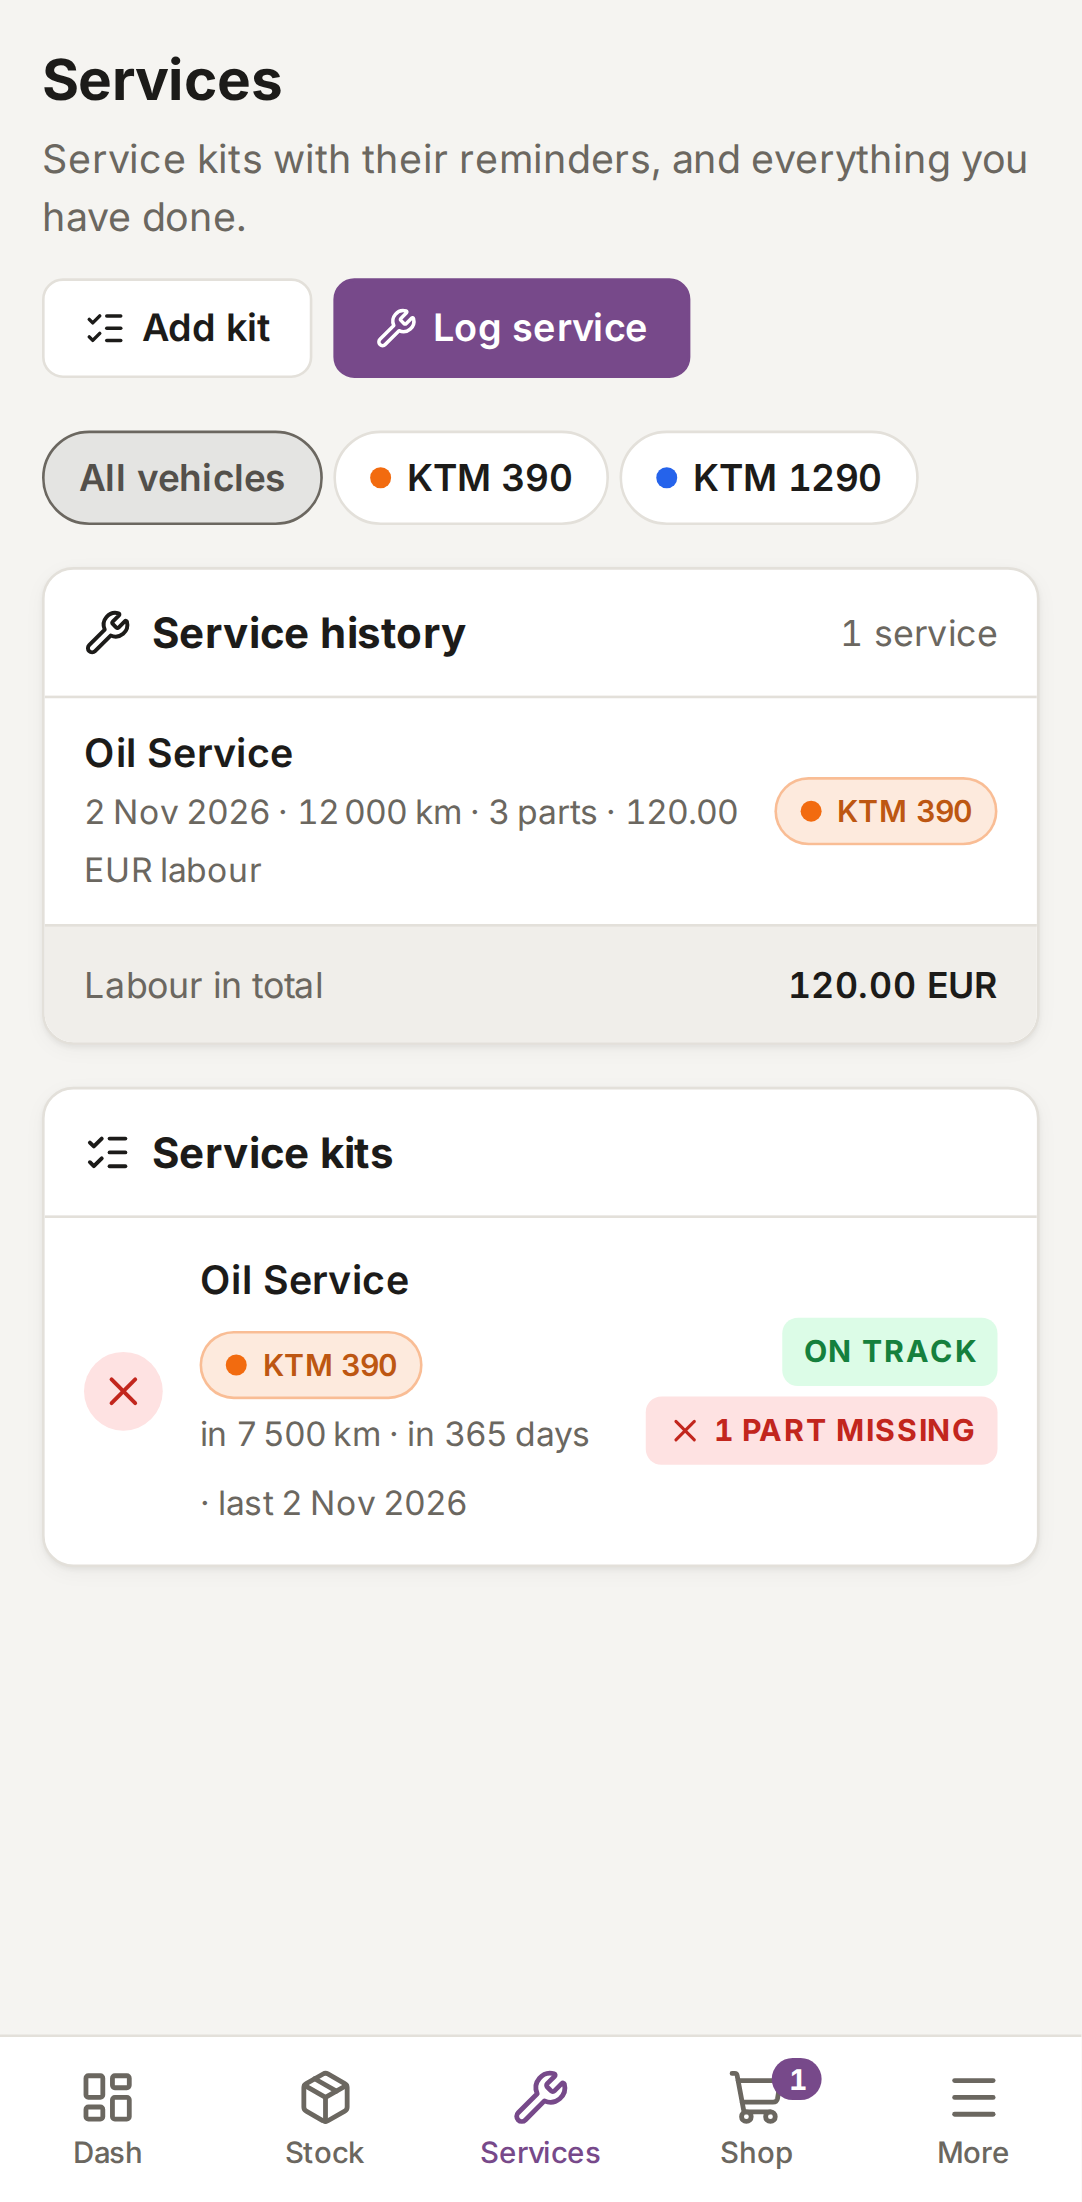 Services
Service kits with their reminders, and everything you
have done.
Add kit
Log service
All vehicles
KTM 390
KTM 1290
Service history
1 service
Oil Service
2 Nov 2026 · 12 000 km · 3 parts · 120.00
EUR labour
KTM 390
Labour in total
120.00 EUR
Service kits
Oil Service
KTM 390
in 7 500 km · in 365 days
· last 2 Nov 2026
ON TRACK
1 PART MISSING
Dash
Stock
Services
1
Shop
More